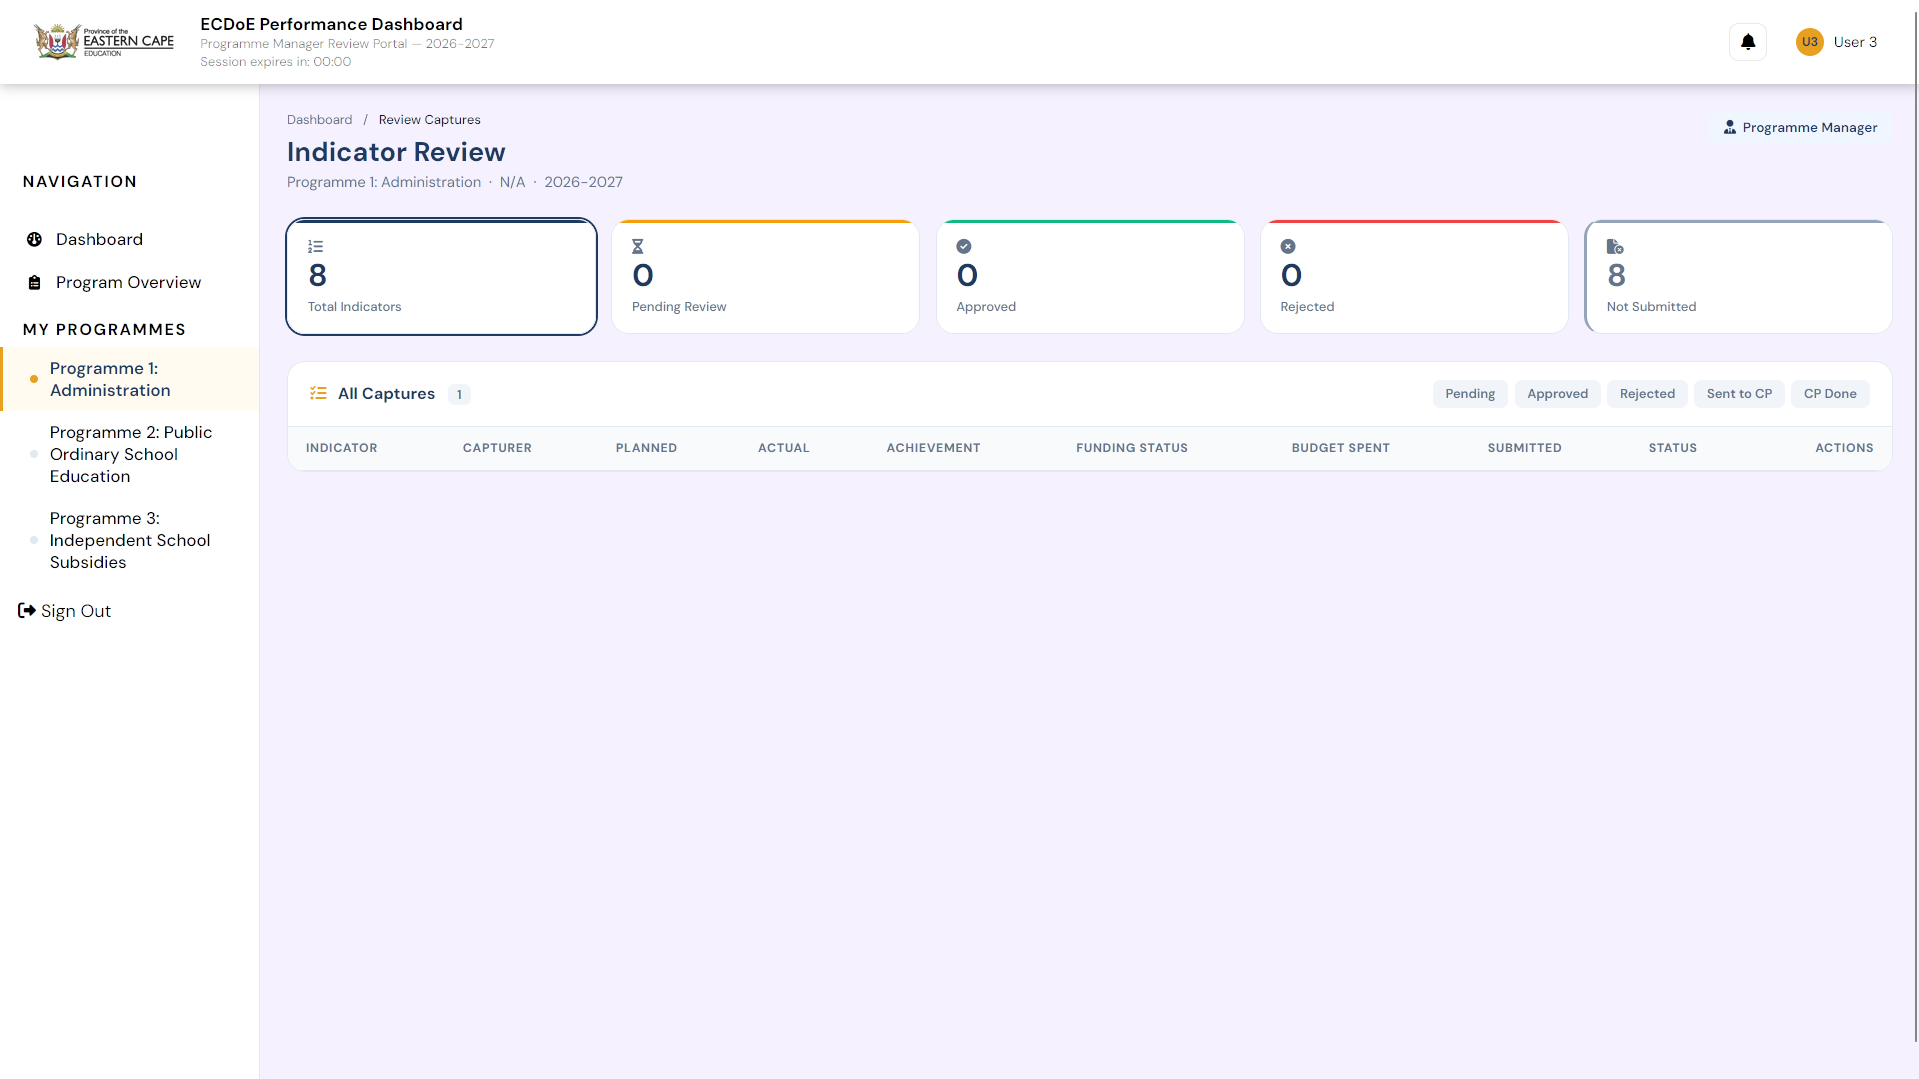 Province of the
EASTERN CAPE
EDUCATION
ECDoE Performance Dashboard
Programme Manager Review Portal — 2026-2027
Session expires in: 00:00
U3
User 3
NAVIGATION
Dashboard
Program Overview
MY PROGRAMMES
Programme 1:
Administration
Programme 2: Public
Ordinary School
Education
Programme 3:
Independent School
Subsidies
Sign Out
Dashboard / Review Captures
Programme Manager
Indicator Review
Programme 1: Administration · N/A · 2026-2027
8
Total Indicators
0
Pending Review
0
Approved
0
Rejected
8
Not Submitted
All Captures 1
Pending Approved Rejected Sent to CP CP Done
INDICATOR CAPTURER PLANNED ACTUAL ACHIEVEMENT FUNDING STATUS BUDGET SPENT SUBMITTED STATUS ACTIONS